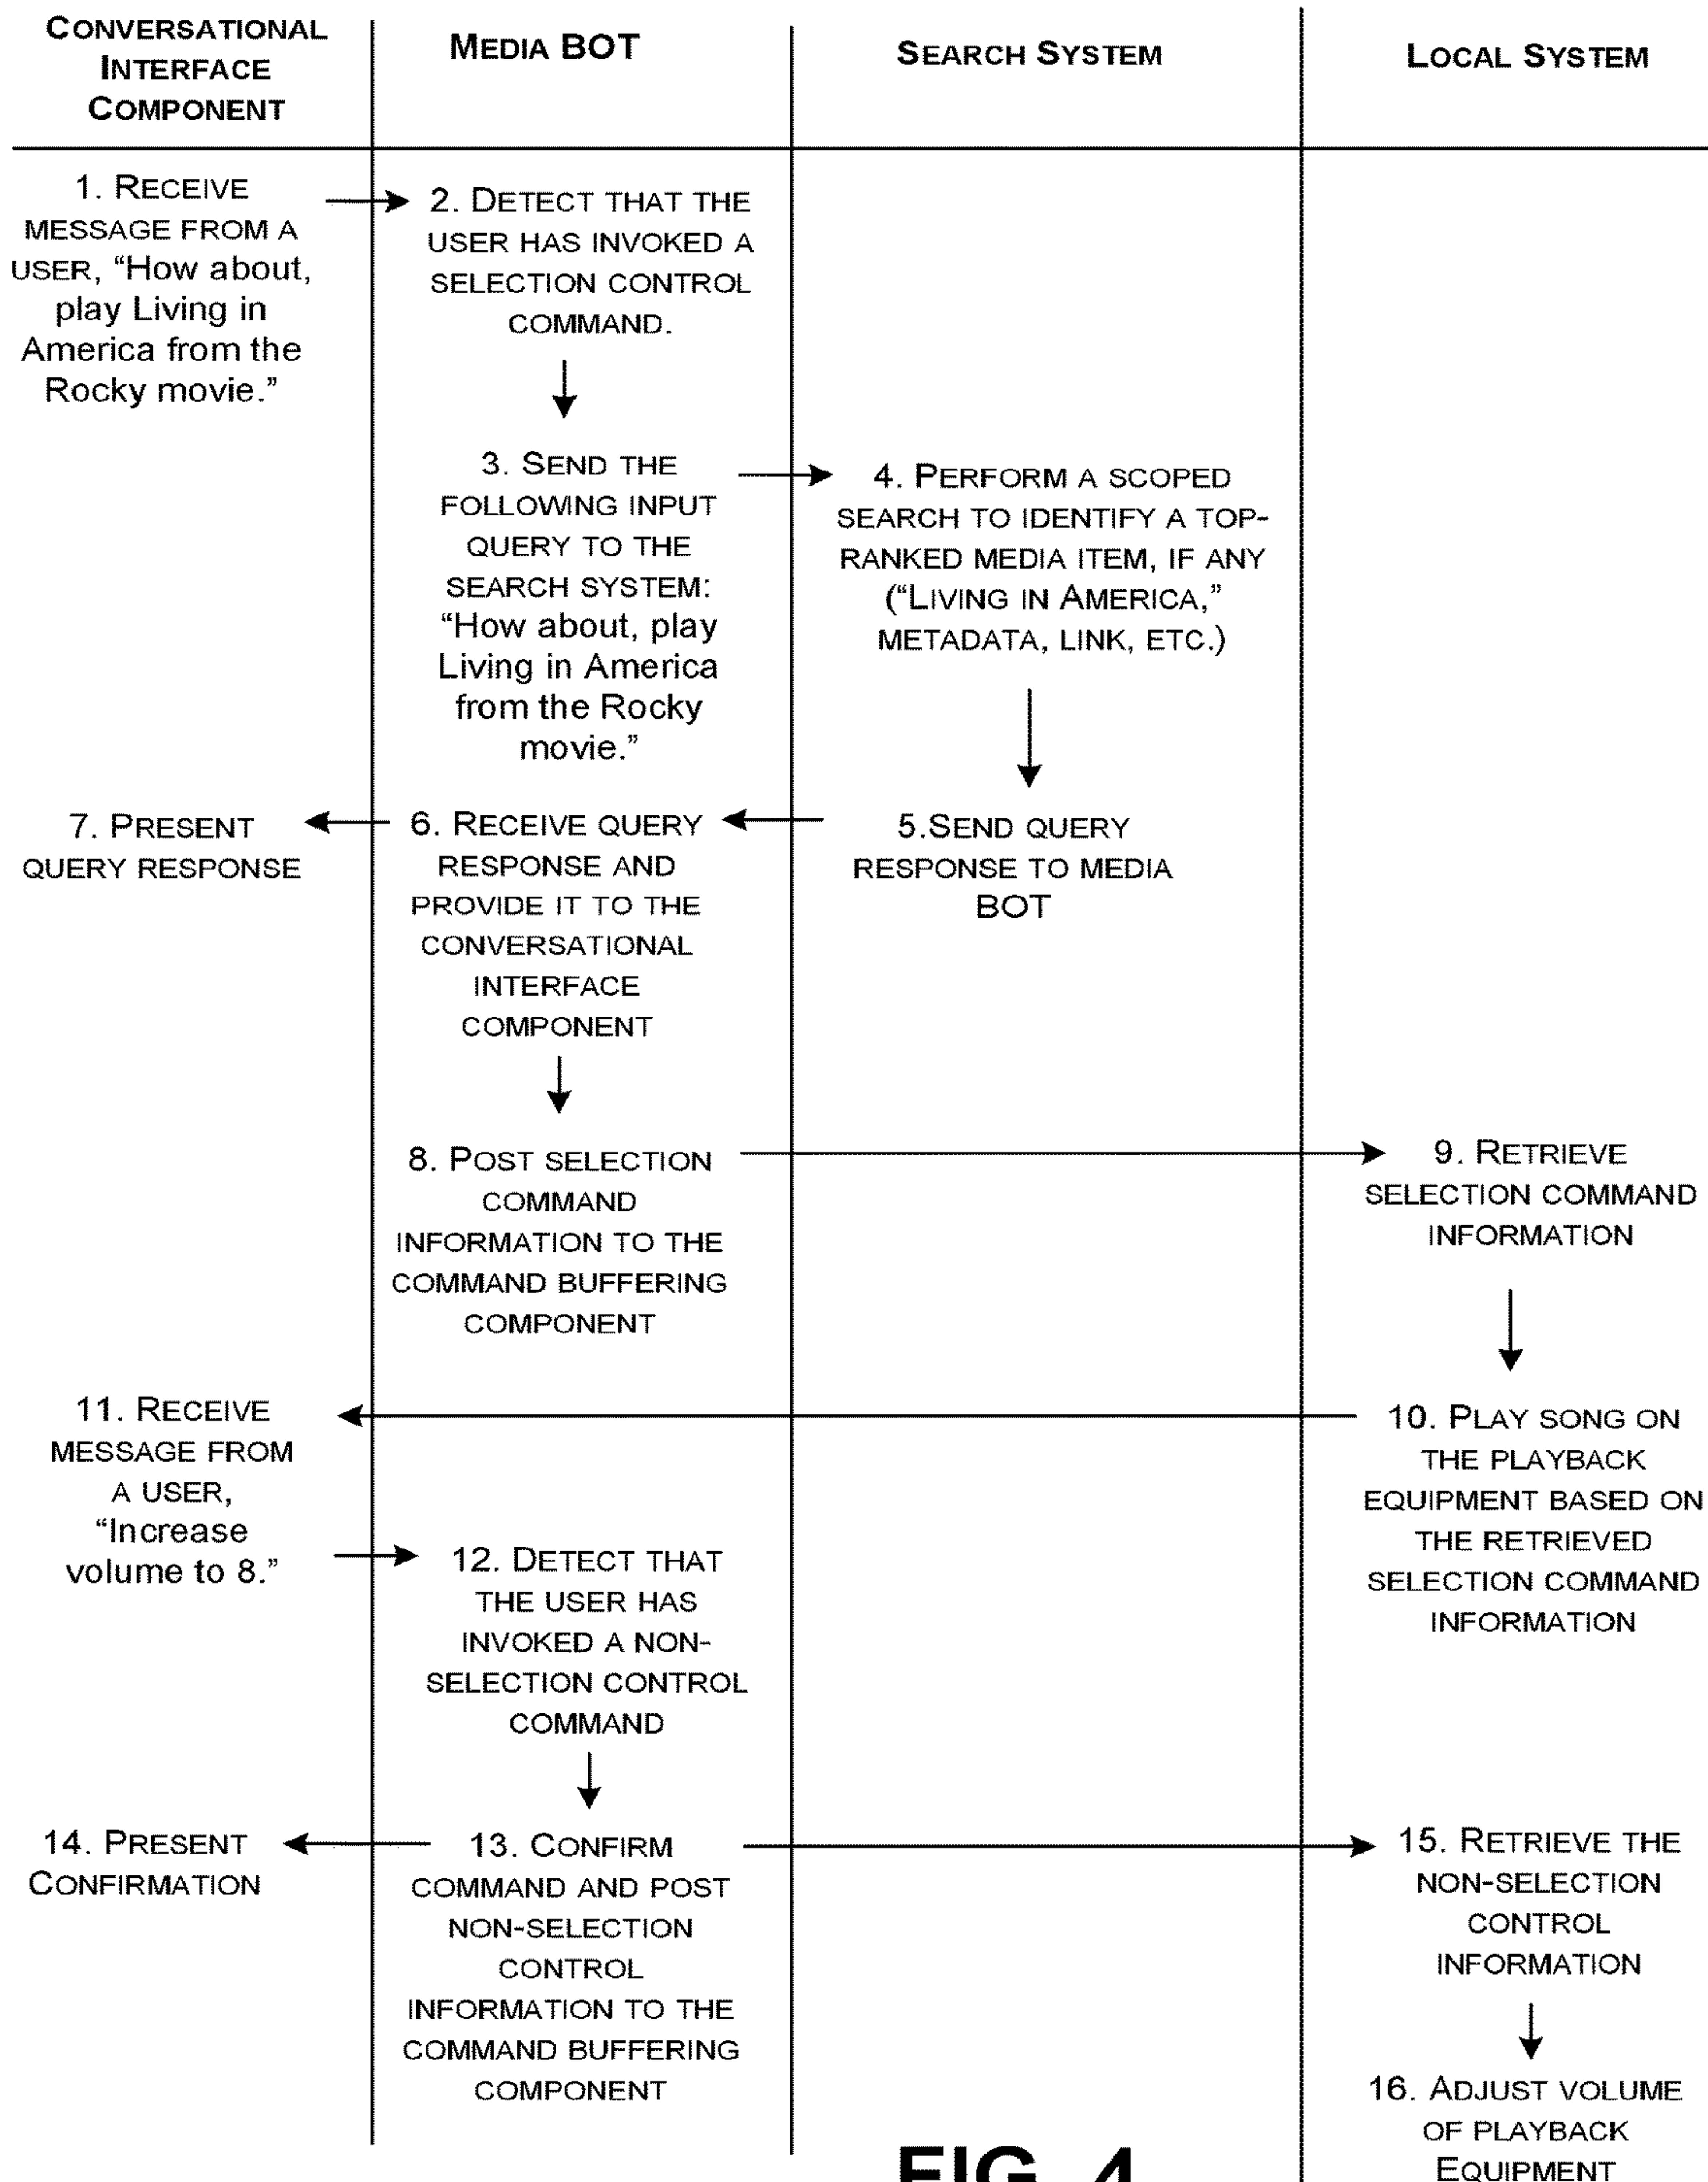 CONVERSATIONAL
INTERFACE
COMPONENT
MEDIA BOT
SEARCH SYSTEM
LOCAL SYSTEM
1. RECEIVE
MESSAGE FROM A
USER, “How about,
play Living in
America from the
Rocky movie.”
2. DETECT THAT THE
USER HAS INVOKED A
SELECTION CONTROL
COMMAND.
3. SEND THE
FOLLOWING INPUT
QUERY TO THE
SEARCH SYSTEM:
“How about, play
Living in America
from the Rocky
movie.”
4. PERFORM A SCOPED
SEARCH TO IDENTIFY A TOP-
RANKED MEDIA ITEM, IF ANY
(“LIVING IN AMERICA,”
METADATA, LINK, ETC.)
5.SEND QUERY
RESPONSE TO MEDIA
BOT
6. RECEIVE QUERY
RESPONSE AND
PROVIDE IT TO THE
CONVERSATIONAL
INTERFACE
COMPONENT
7. PRESENT
QUERY RESPONSE
8. POST SELECTION
COMMAND
INFORMATION TO THE
COMMAND BUFFERING
COMPONENT
9. RETRIEVE
SELECTION COMMAND
INFORMATION
10. PLAY SONG ON
THE PLAYBACK
EQUIPMENT BASED ON
THE RETRIEVED
SELECTION COMMAND
INFORMATION
11. RECEIVE
MESSAGE FROM
A USER,
“Increase
volume to 8.”
12. DETECT THAT
THE USER HAS
INVOKED A NON-
SELECTION CONTROL
COMMAND
13. CONFIRM
COMMAND AND POST
NON-SELECTION
CONTROL
INFORMATION TO THE
COMMAND BUFFERING
COMPONENT
14. PRESENT
CONFIRMATION
15. RETRIEVE THE
NON-SELECTION
CONTROL
INFORMATION
16. ADJUST VOLUME
OF PLAYBACK
EQUIPMENT
FIG. 4